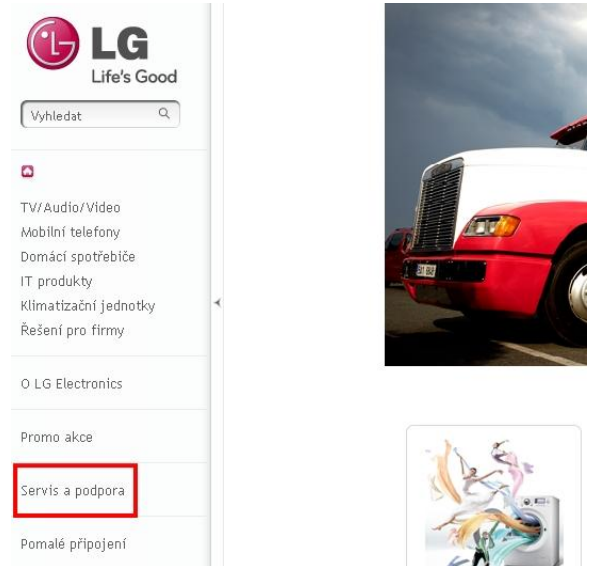 LG
Life's Good
Vyhledat
TV/Audio/Video
Mobilní telefony
Domácí spotřebiče
IT produkty
Klimatizační jednotky
Řešení pro firmy
O LG Electronics
Promo akce
Servis a podpora
Pomalé připojení